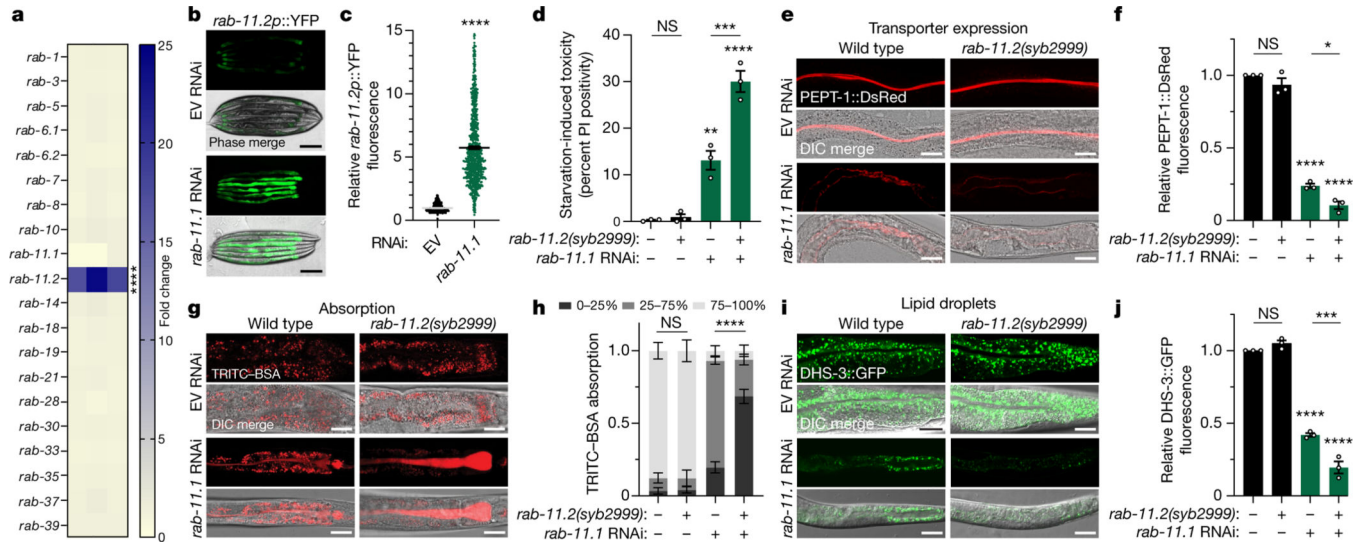 a
rab-1
rab-3
rab-5
rab-6.1
rab-6.2
rab-7
rab-8
rab-10
rab-11.1
rab-11.2
rab-14
rab-18
rab-19
rab-21
rab-28
rab-30
rab-33
rab-35
rab-37
rab-39
****
25
20
15
10
5
0
Fold change
b
rab-11.2p::YFP
EV RNAi
Phase merge
rab-11.1 RNAi
c
****
Relative rab-11.2p::YFP
fluorescence
15
10
5
0
RNAi:
EV
rab-11.1
d
Starvation-induced toxicity
(percent PI positivity)
40
30
20
10
0
NS
***
**
****
rab-11.2(syb2999): – + – +
rab-11.1 RNAi: – – + +
e
Transporter expression
Wild type
rab-11.2(syb2999)
EV RNAi
PEPT-1::DsRed
DIC merge
rab-11.1 RNAi
f
Relative PEPT-1::DsRed
fluorescence
1.0
0.5
0
NS
*
****
****
rab-11.2(syb2999): – + – +
rab-11.1 RNAi: – – + +
g
Absorption
Wild type
rab-11.2(syb2999)
EV RNAi
TRITC–BSA
DIC merge
rab-11.1 RNAi
h
0–25% 25–75% 75–100%
TRITC–BSA absorption
1.0
0.5
0
NS
****
rab-11.2(syb2999): – + – +
rab-11.1 RNAi: – – + +
i
Lipid droplets
Wild type
rab-11.2(syb2999)
EV RNAi
DHS-3::GFP
DIC merge
rab-11.1 RNAi
j
Relative DHS-3::GFP
fluorescence
1.0
0.5
0
NS
***
****
****
rab-11.2(syb2999): – + – +
rab-11.1 RNAi: – – + +